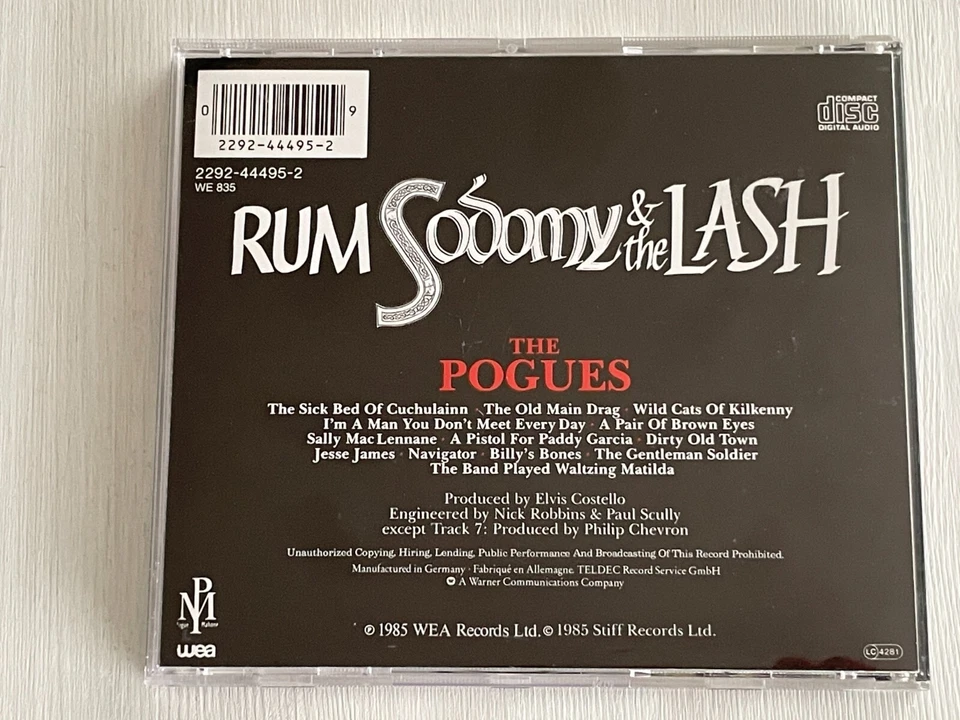 0 9
2292-44495-2
2292-44495-2
WE 835
COMPACT
disc
DIGITAL AUDIO
RUM Sodomy & the LASH
THE
POGUES
The Sick Bed Of Cuchulainn · The Old Main Drag · Wild Cats Of Kilkenny
I'm A Man You Don't Meet Every Day · A Pair Of Brown Eyes
Sally Mac Lennane · A Pistol For Paddy Garcia · Dirty Old Town
Jesse James · Navigator · Billy's Bones · The Gentleman Soldier
The Band Played Waltzing Matilda
Produced by Elvis Costello
Engineered by Nick Robbins & Paul Scully
except Track 7: Produced by Philip Chevron
Unauthorized Copying, Hiring, Lending, Public Performance And Broadcasting Of This Record Prohibited.
Manufactured in Germany · Fabriqué en Allemagne. TELDEC Record Service GmbH
A Warner Communications Company
PM
Pogue Mahone
wea
℗ 1985 WEA Records Ltd. © 1985 Stiff Records Ltd.
LC 4281